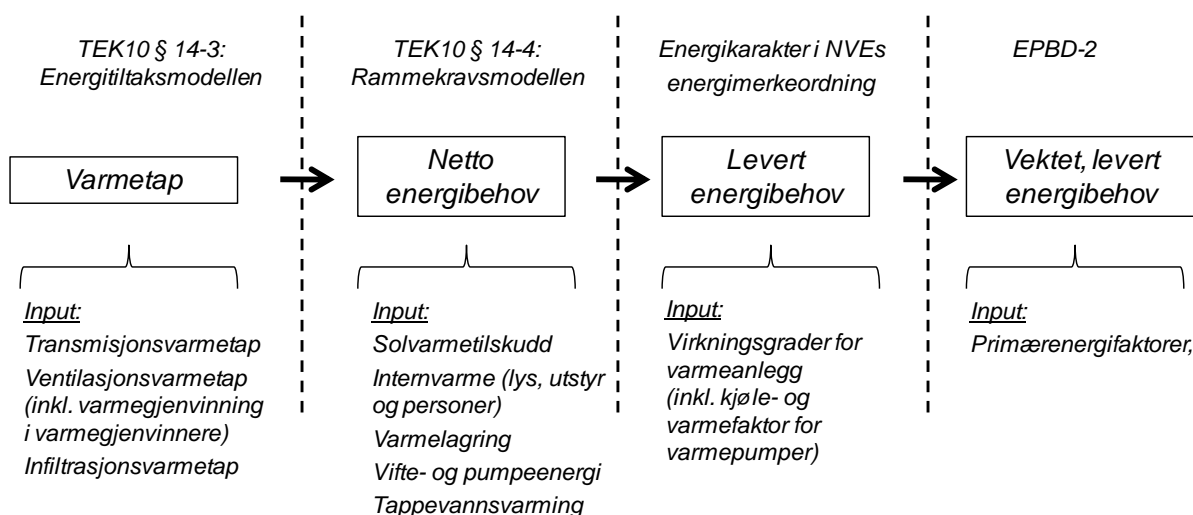 TEK10 § 14-3:
Energitiltaksmodellen
TEK10 § 14-4:
Rammekravsmodellen
Energikarakter i NVEs
energimerkeordning
EPBD-2
Varmetap
Netto
energibehov
Levert
energibehov
Vektet, levert
energibehov
Input:
Transmisjonsvarmetap
Ventilasjonsvarmetap
(inkl. varmegjenvinning
i varmegjenvinnere)
Infiltrasjonsvarmetap
Input:
Solvarmetilskudd
Internvarme (lys, utstyr
og personer)
Varmelagring
Vifte- og pumpeenergi
Tappevannsvarming
Input:
Virkningsgrader for
varmeanlegg
(inkl. kjøle- og
varmefaktor for
varmepumper)
Input:
Primærenergifaktorer,